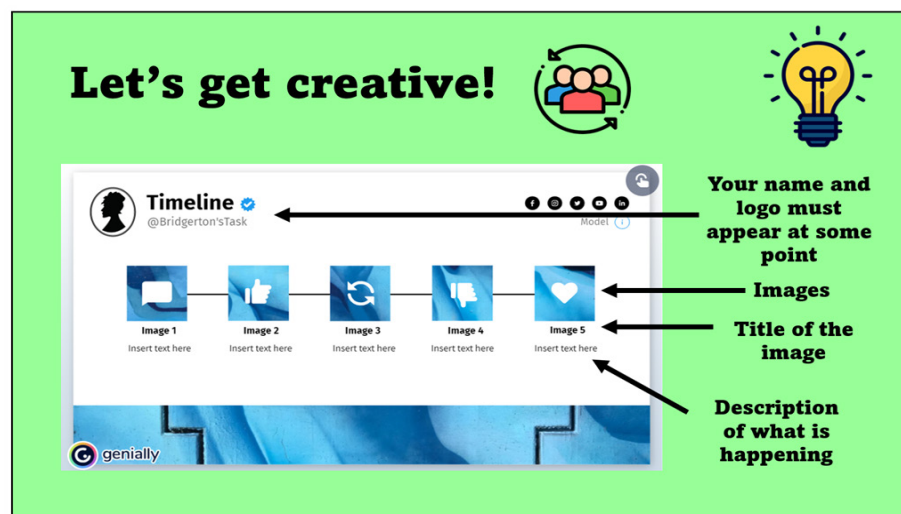 Let's get creative!
Timeline
@Bridgerton'sTask
Model
Your name and
logo must
appear at some
point
Image 1
Image 2
Image 3
Image 4
Image 5
Insert text here
Insert text here
Insert text here
Insert text here
Insert text here
Images
Title of the
image
Description
of what is
happening
genially